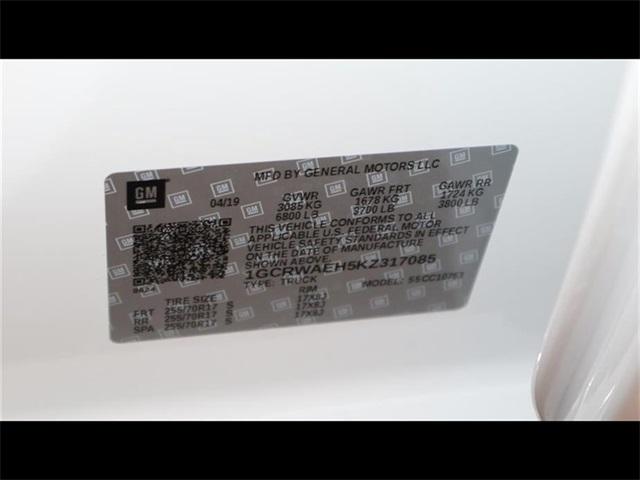 GM
MFD BY GENERAL MOTORS LLC
04/19 GVWR GAWR FRT GAWR RR
3085 KG 1678 KG 1724 KG
6800 LB 3700 LB 3800 LB
THIS VEHICLE CONFORMS TO ALL
APPLICABLE U.S. FEDERAL MOTOR
VEHICLE SAFETY STANDARDS IN EFFECT
ON THE DATE OF MANUFACTURE
SHOWN ABOVE.
1GCRWAEH5KZ317085
TYPE: TRUCK MODEL:
TIRE SIZE RIM
FRT 255/70R17 S 17X8J
RR 255/70R17 S 17X8J
SPA 255/70R17 S 17X8J